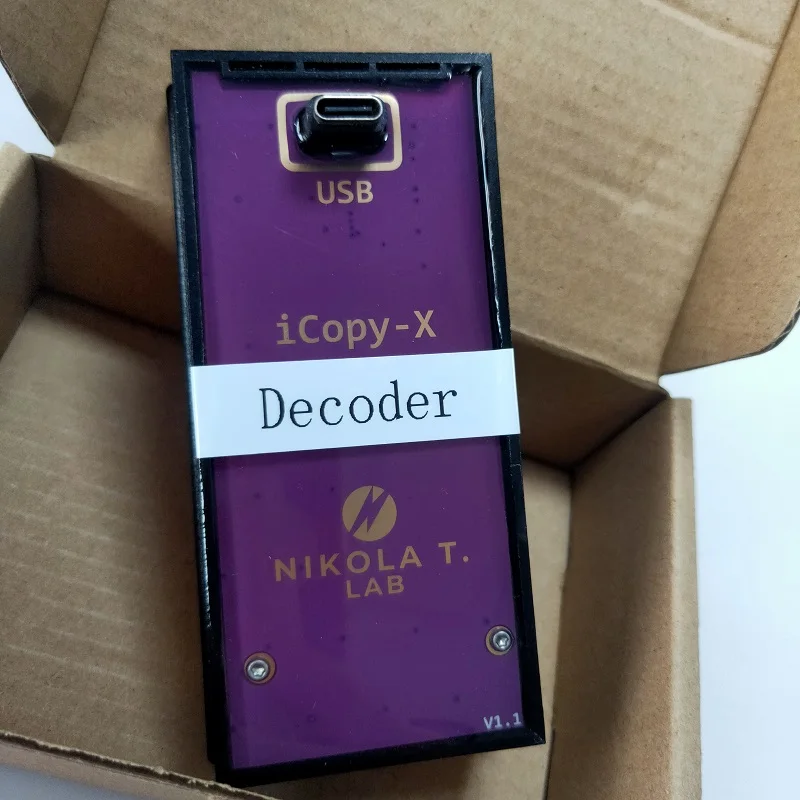 USB
iCopy-X
Decoder
NIKOLA T.
LAB
V1.1